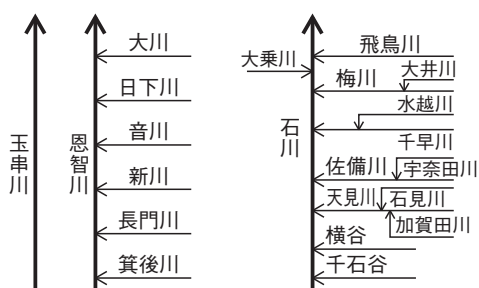 玉串川
恩智川
大川
日下川
音川
新川
長門川
箕後川
石川
飛鳥川
大乗川
大井川
梅川
水越川
千早川
佐備川
宇奈田川
天見川
石見川
加賀田川
横谷
千石谷